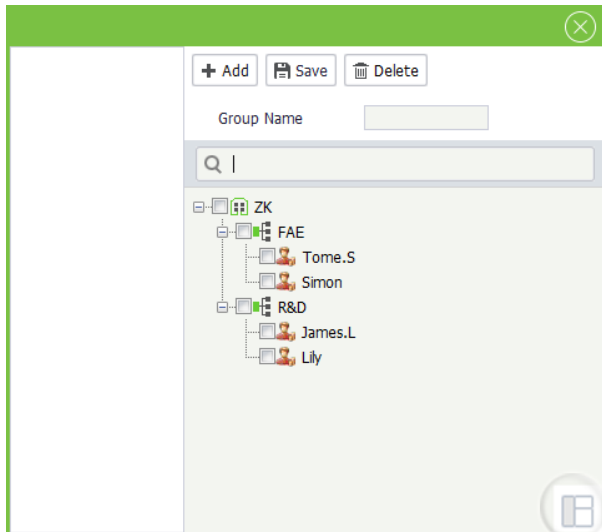 Add Save Delete
Group Name
ZK
FAE
Tome.S
Simon
R&D
James.L
Lily